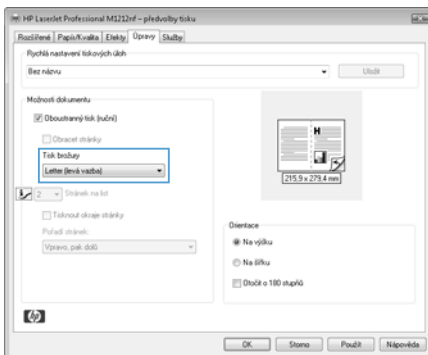 HP LaserJet Professional M1212nf – předvolby tisku
Rozšířené Papír/Kvalita Efekty Úpravy Služby
Rychlá nastavení tiskových úloh
Bez názvu
Uložit
Možnosti dokumentu
Oboustranný tisk (ruční)
Obracet stránky
Tisk brožury
Letter (levá vazba)
2 Stránek na list
Tisknout okraje stránky
Pořadí stránek:
Vpravo, pak dolů
H
215,9 x 279,4 mm
Orientace
Na výšku
Na šířku
Otočit o 180 stupňů
hp
OK Storno Použít Nápověda